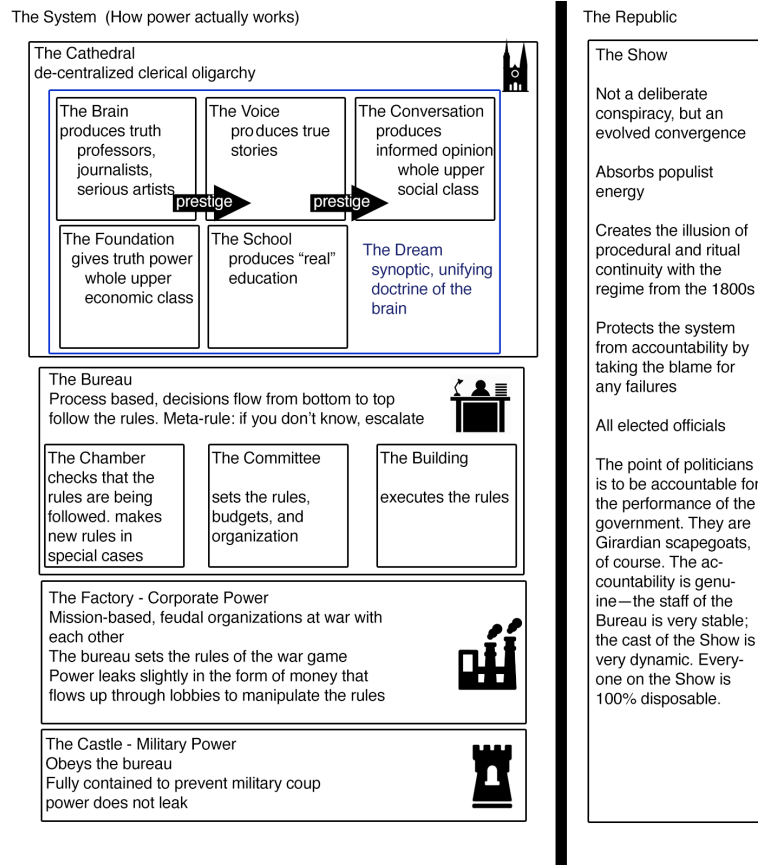 The System (How power actually works)
The Cathedral
de-centralized clerical oligarchy
The Brain
produces truth
professors,
journalists,
serious artists
prestige
The Voice
produces true
stories
prestige
The Conversation
produces
informed opinion
whole upper
social class
The Foundation
gives truth power
whole upper
economic class
The School
produces “real”
education
The Dream
synoptic, unifying
doctrine of the
brain
The Bureau
Process based, decisions flow from bottom to top
follow the rules. Meta-rule: if you don’t know, escalate
The Chamber
checks that the
rules are being
followed. makes
new rules in
special cases
The Committee
sets the rules,
budgets, and
organization
The Building
executes the rules
The Factory - Corporate Power
Mission-based, feudal organizations at war with
each other
The bureau sets the rules of the war game
Power leaks slightly in the form of money that
flows up through lobbies to manipulate the rules
The Castle - Military Power
Obeys the bureau
Fully contained to prevent military coup
power does not leak
The Republic
The Show
Not a deliberate
conspiracy, but an
evolved convergence
Absorbs populist
energy
Creates the illusion of
procedural and ritual
continuity with the
regime from the 1800s
Protects the system
from accountability by
taking the blame for
any failures
All elected officials
The point of politicians
is to be accountable for
the performance of the
government. They are
Girardian scapegoats,
of course. The ac-
countability is genu-
ine—the staff of the
Bureau is very stable;
the cast of the Show is
very dynamic. Every-
one on the Show is
100% disposable.